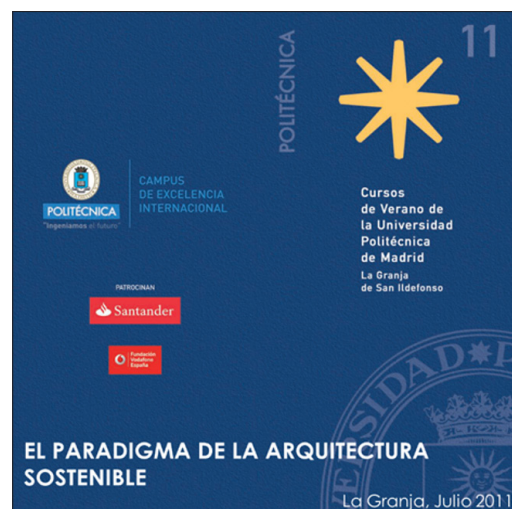 POLITÉCNICA
11
POLITÉCNICA
"Ingeniamos el futuro"
CAMPUS
DE EXCELENCIA
INTERNACIONAL
Cursos
de Verano de
la Universidad
Politécnica
de Madrid
La Granja
de San Ildefonso
PATROCINAN
Santander
Fundación
Vodafone
España
EL PARADIGMA DE LA ARQUITECTURA
SOSTENIBLE
La Granja, Julio 2011